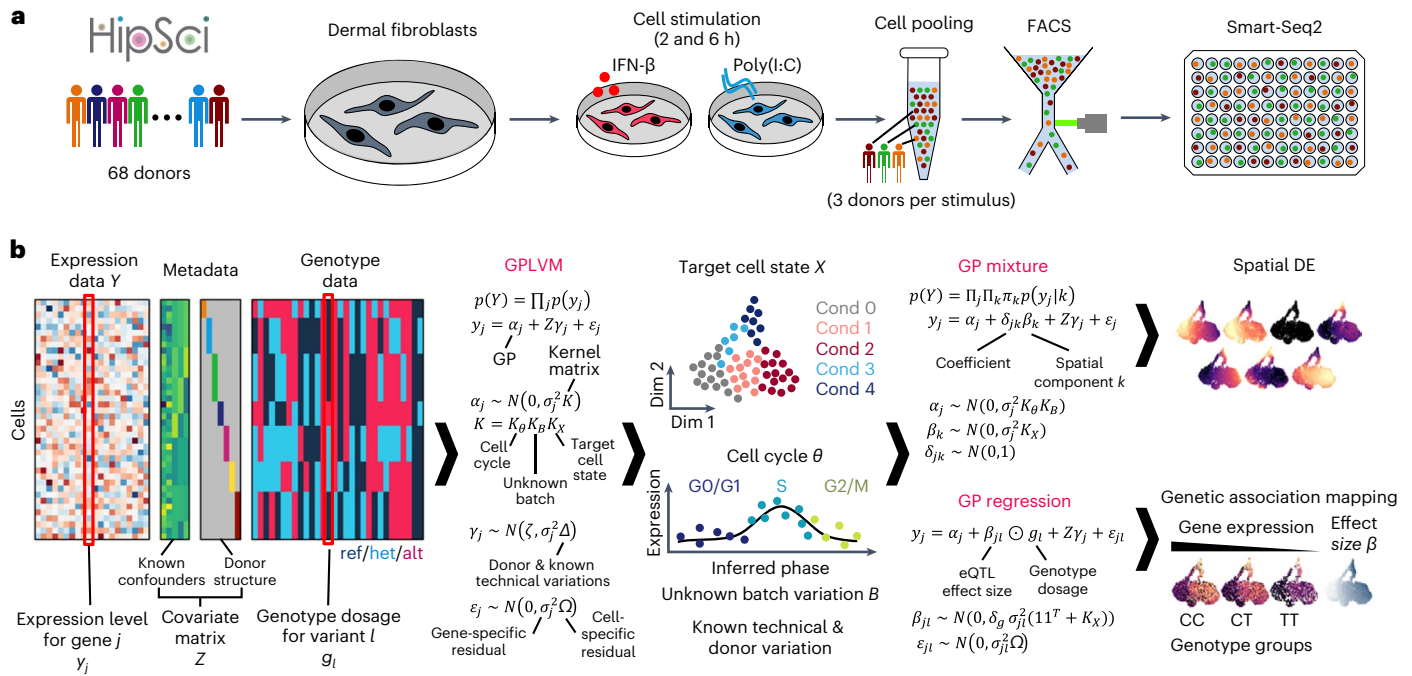 a
HipSci
68 donors
Dermal fibroblasts
Cell stimulation
(2 and 6 h)
IFN-β
Poly(I:C)
Cell pooling
(3 donors per stimulus)
FACS
Smart-Seq2
b
Expression
data Y
Metadata
Genotype
data
Cells
ref/het/alt
Known
confounders
Donor
structure
Expression level
for gene j
y_j
Covariate
matrix
Z
Genotype dosage
for variant l
g_l
GPLVM
p(Y) = ∏_j p(y_j)
y_j = α_j + Zγ_j + ε_j
GP
Kernel
matrix
α_j ~ N(0, σ_j^2 K)
K = K_θ K_B K_X
Cell
cycle
Unknown
batch
Target
cell
state
γ_j ~ N(ζ, σ_j^2 Δ)
Donor & known
technical variations
ε_j ~ N(0, σ_j^2 Ω)
Gene-specific
residual
Cell-
specific
residual
Target cell state X
Cond 0
Cond 1
Cond 2
Cond 3
Cond 4
Dim 2
Dim 1
Cell cycle θ
G0/G1
S
G2/M
Expression
Inferred phase
Unknown batch variation B
Known technical &
donor variation
GP mixture
p(Y) = Π_j Π_k π_k p(y_j|k)
y_j = α_j + δ_jk β_k + Zγ_j + ε_j
Coefficient
Spatial
component k
α_j ~ N(0, σ_j^2 K_θ K_B)
β_k ~ N(0, σ_j^2 K_X)
δ_jk ~ N(0,1)
GP regression
y_j = α_j + β_jl ⊙ g_l + Zγ_j + ε_jl
eQTL
effect size
Genotype
dosage
β_jl ~ N(0, δ_g σ_jl^2 (11^T + K_X))
ε_jl ~ N(0, σ_jl^2 Ω)
Spatial DE
Genetic association mapping
Gene expression
Effect
size β
CC
CT
TT
Genotype groups